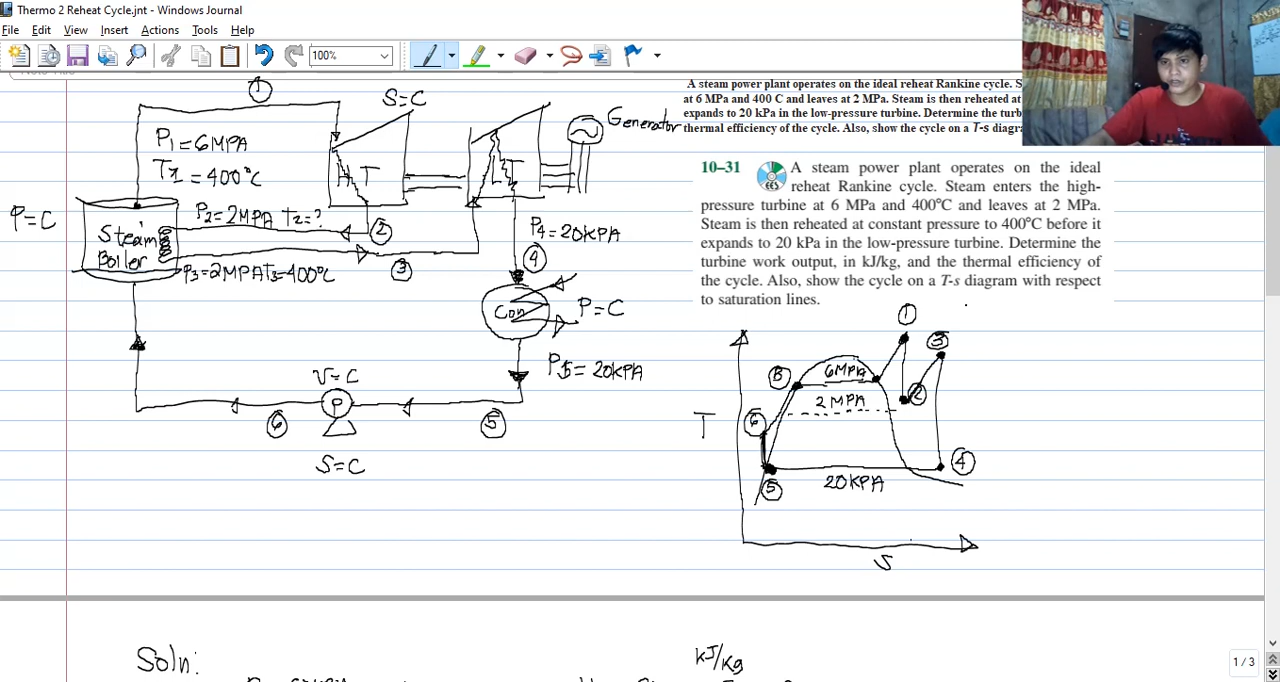 Thermo 2 Reheat Cycle.jnt - Windows Journal
File Edit View Insert Actions Tools Help
100%
A steam power plant operates on the ideal reheat Rankine cycle. S
at 6 MPa and 400 C and leaves at 2 MPa. Steam is then reheated at
expands to 20 kPa in the low-pressure turbine. Determine the turb
thermal efficiency of the cycle. Also, show the cycle on a T-s diagra
10–31 A steam power plant operates on the ideal
reheat Rankine cycle. Steam enters the high-
pressure turbine at 6 MPa and 400°C and leaves at 2 MPa.
Steam is then reheated at constant pressure to 400°C before it
expands to 20 kPa in the low-pressure turbine. Determine the
turbine work output, in kJ/kg, and the thermal efficiency of
the cycle. Also, show the cycle on a T-s diagram with respect
to saturation lines.
EES
1
S=C
Generator
P1=6MPA
T1=400°C
HT
LT
P=C
P2=2MPA T2=?
2
Steam
Boiler
P3=2MPA T3=400°C
3
P4=20KPA
4
Con
P=C
P5=20KPA
V=C
P
6
5
S=C
1
3
B
6MPA
2
2 MPA
T
6
4
5
20KPA
S
Soln:
KJ/Kg
1 / 3